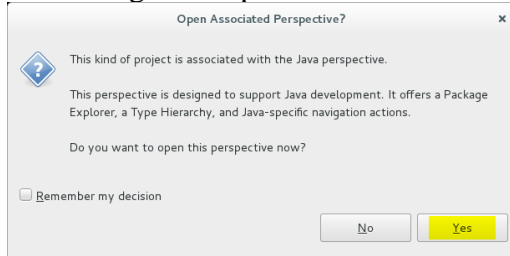 Open Associated Perspective?
This kind of project is associated with the Java perspective.
This perspective is designed to support Java development. It offers a Package
Explorer, a Type Hierarchy, and Java-specific navigation actions.
Do you want to open this perspective now?
Remember my decision
No
Yes